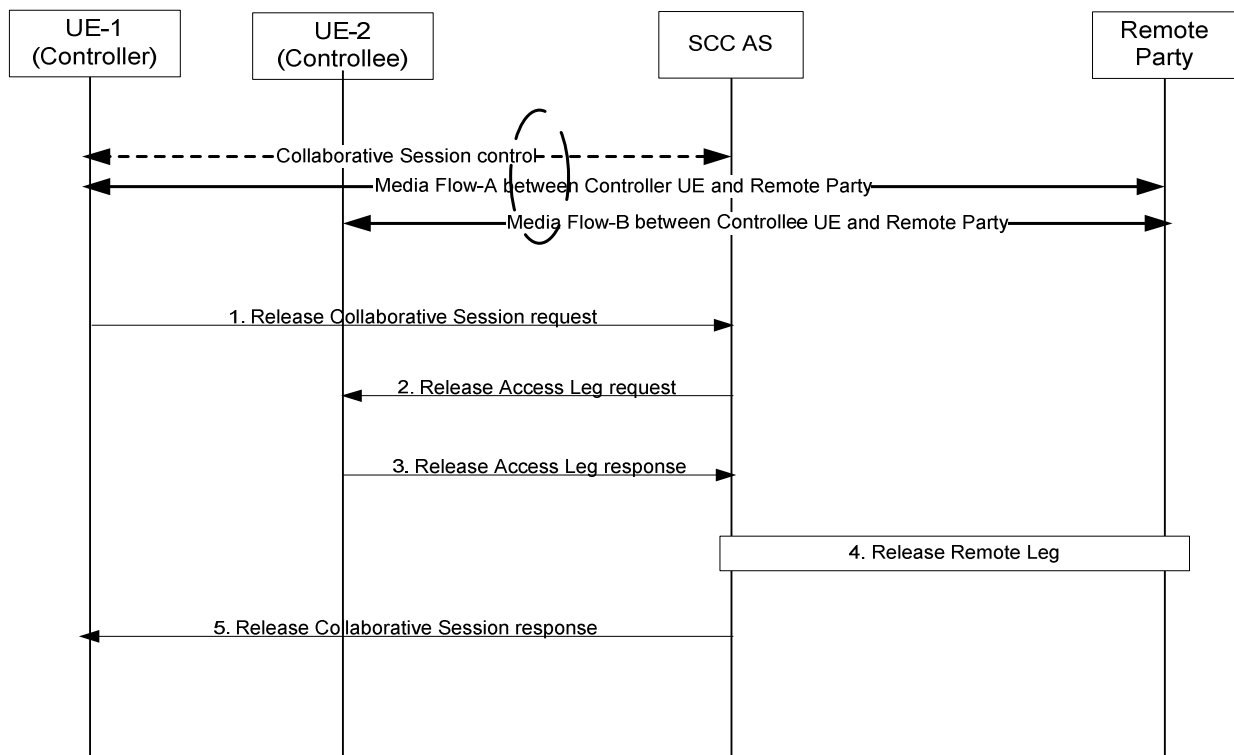 UE-1
(Controller)
UE-2
(Controllee)
SCC AS
Remote
Party
Collaborative Session control
Media Flow-A between Controller UE and Remote Party
Media Flow-B between Controllee UE and Remote Party
1. Release Collaborative Session request
2. Release Access Leg request
3. Release Access Leg response
4. Release Remote Leg
5. Release Collaborative Session response